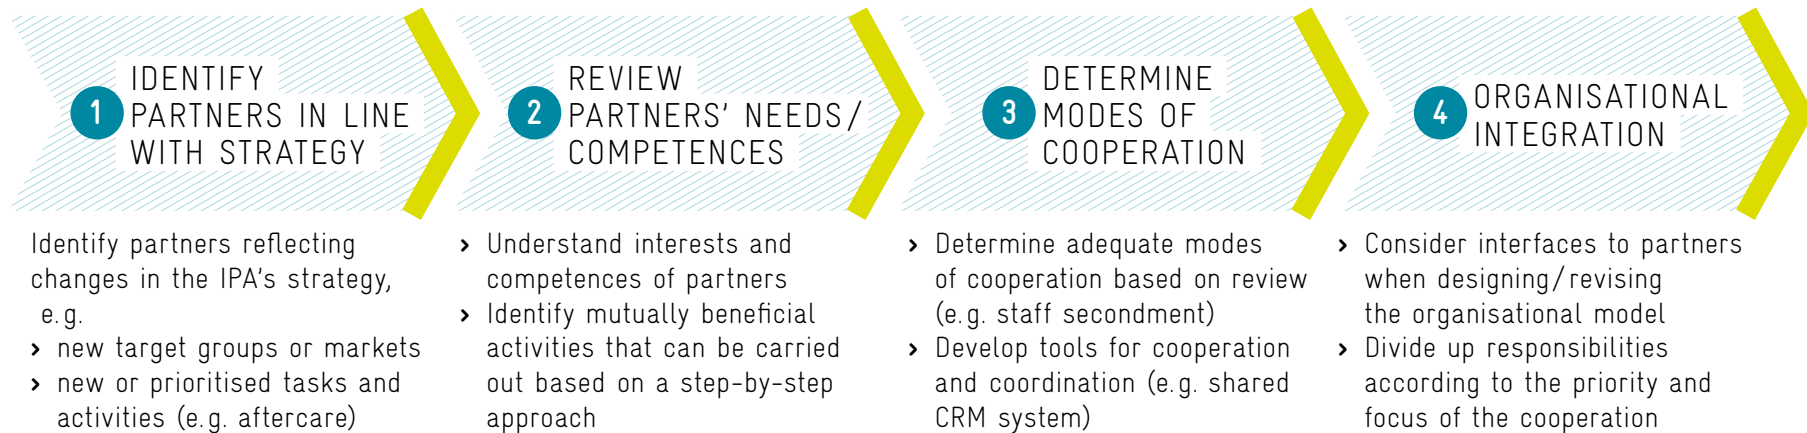 1
IDENTIFY
PARTNERS IN LINE
WITH STRATEGY
Identify partners reflecting
changes in the IPA's strategy,
e.g.
› new target groups or markets
› new or prioritised tasks and
activities (e.g. aftercare)
2
REVIEW
PARTNERS' NEEDS/
COMPETENCES
› Understand interests and
competences of partners
› Identify mutually beneficial
activities that can be carried
out based on a step-by-step
approach
3
DETERMINE
MODES OF
COOPERATION
› Determine adequate modes
of cooperation based on review
(e.g. staff secondment)
› Develop tools for cooperation
and coordination (e.g. shared
CRM system)
4
ORGANISATIONAL
INTEGRATION
› Consider interfaces to partners
when designing/revising
the organisational model
› Divide up responsibilities
according to the priority and
focus of the cooperation